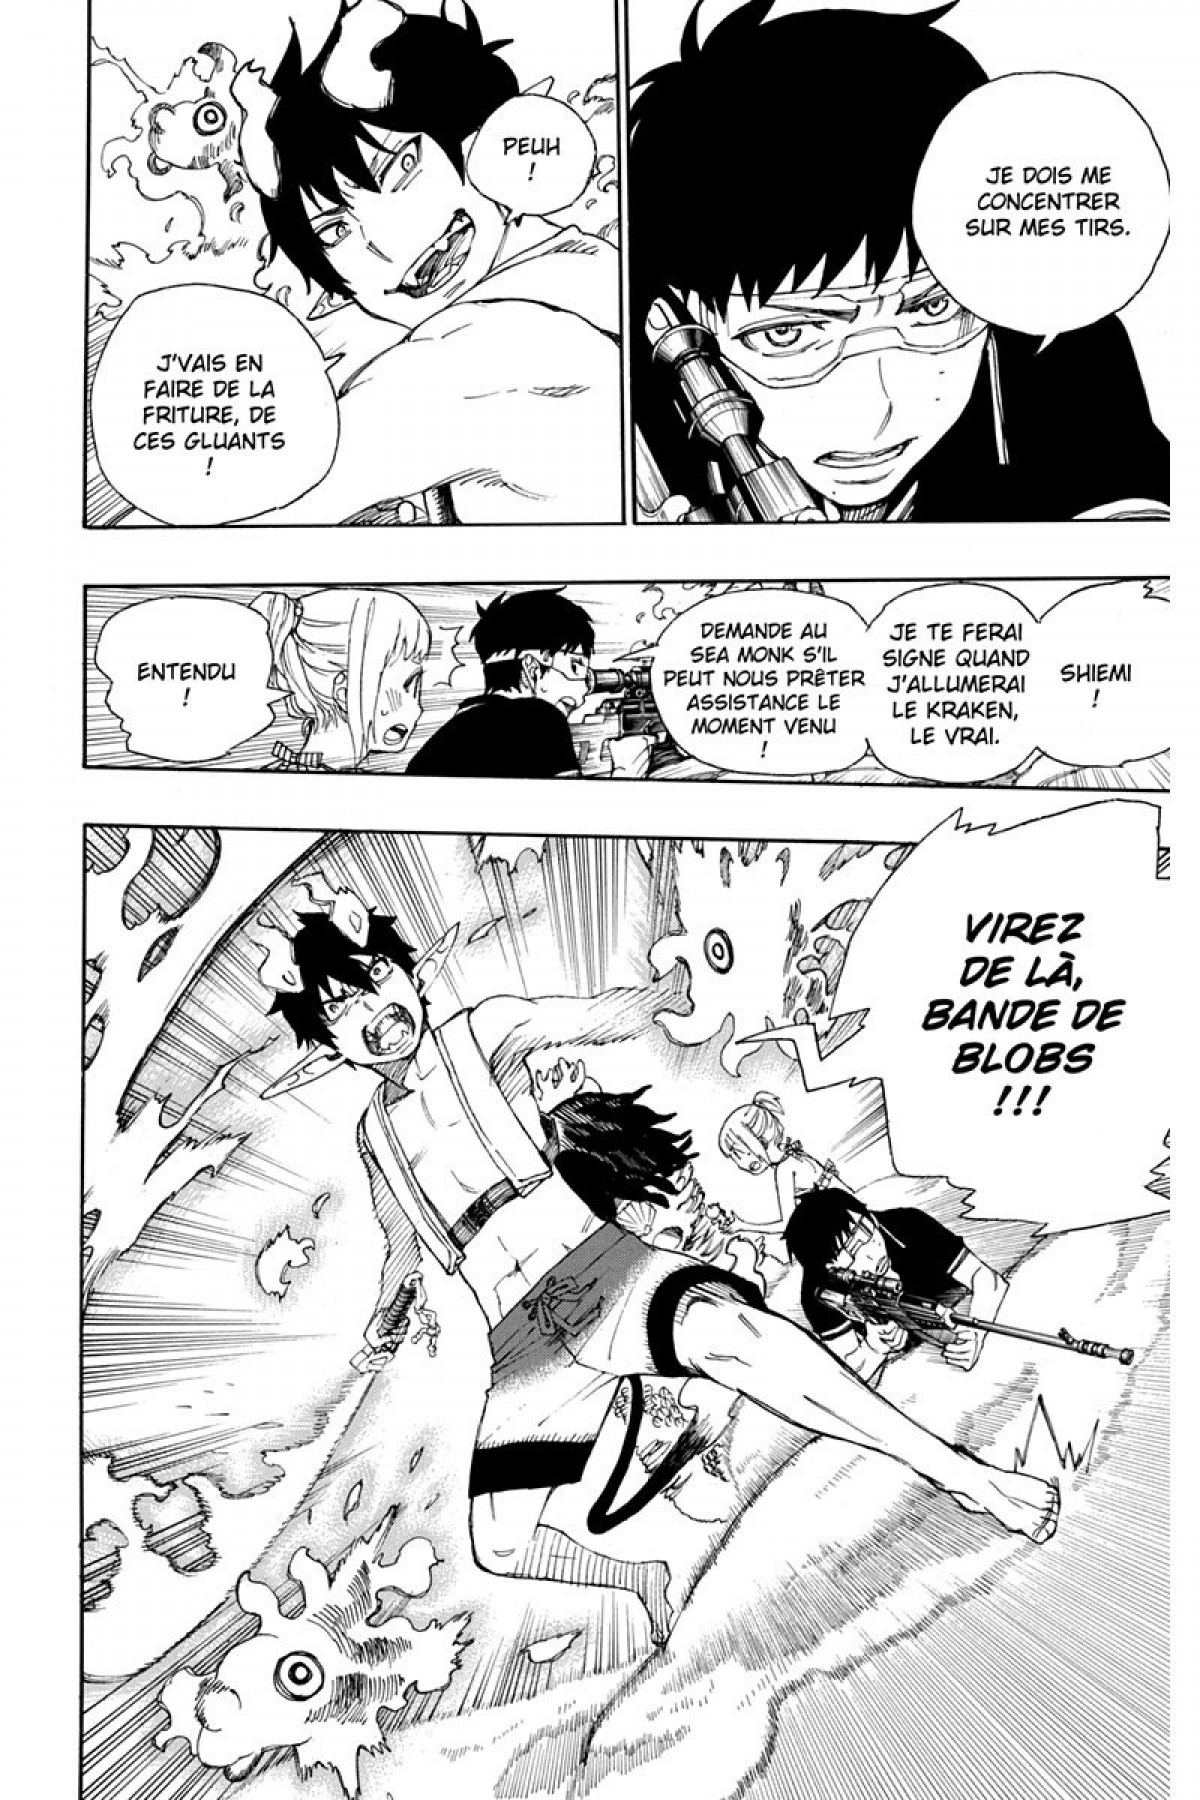 JE DOIS ME
CONCENTRER
SUR MES TIRS.
PEUH
!
J'VAIS EN
FAIRE DE LA
FRITURE, DE
CES GLUANTS
!
SHIEMI
!
JE TE FERAI
SIGNE QUAND
J'ALLUMERAI
LE KRAKEN,
LE VRAI.
DEMANDE AU
SEA MONK S'IL
PEUT NOUS PRÊTER
ASSISTANCE LE
MOMENT VENU
!
ENTENDU
!
VIREZ
DE LÀ,
BANDE DE
BLOBS
!!!